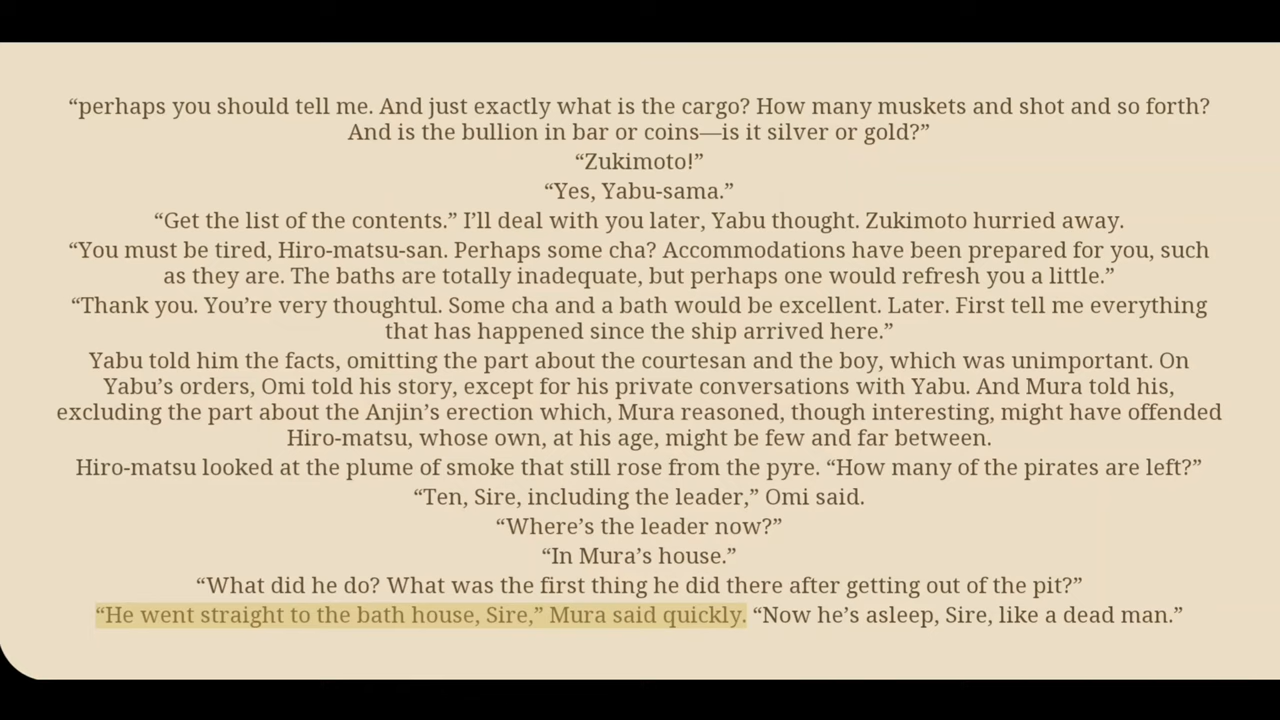 “perhaps you should tell me. And just exactly what is the cargo? How many muskets and shot and so forth?
And is the bullion in bar or coins—is it silver or gold?”
“Zukimoto!”
“Yes, Yabu-sama.”
“Get the list of the contents.” I’ll deal with you later, Yabu thought. Zukimoto hurried away.
“You must be tired, Hiro-matsu-san. Perhaps some cha? Accommodations have been prepared for you, such
as they are. The baths are totally inadequate, but perhaps one would refresh you a little.”
“Thank you. You’re very thoughtul. Some cha and a bath would be excellent. Later. First tell me everything
that has happened since the ship arrived here.”
Yabu told him the facts, omitting the part about the courtesan and the boy, which was unimportant. On
Yabu’s orders, Omi told his story, except for his private conversations with Yabu. And Mura told his,
excluding the part about the Anjin’s erection which, Mura reasoned, though interesting, might have offended
Hiro-matsu, whose own, at his age, might be few and far between.
Hiro-matsu looked at the plume of smoke that still rose from the pyre. “How many of the pirates are left?”
“Ten, Sire, including the leader,” Omi said.
“Where’s the leader now?”
“In Mura’s house.”
“What did he do? What was the first thing he did there after getting out of the pit?”
“He went straight to the bath house, Sire,” Mura said quickly. “Now he’s asleep, Sire, like a dead man.”